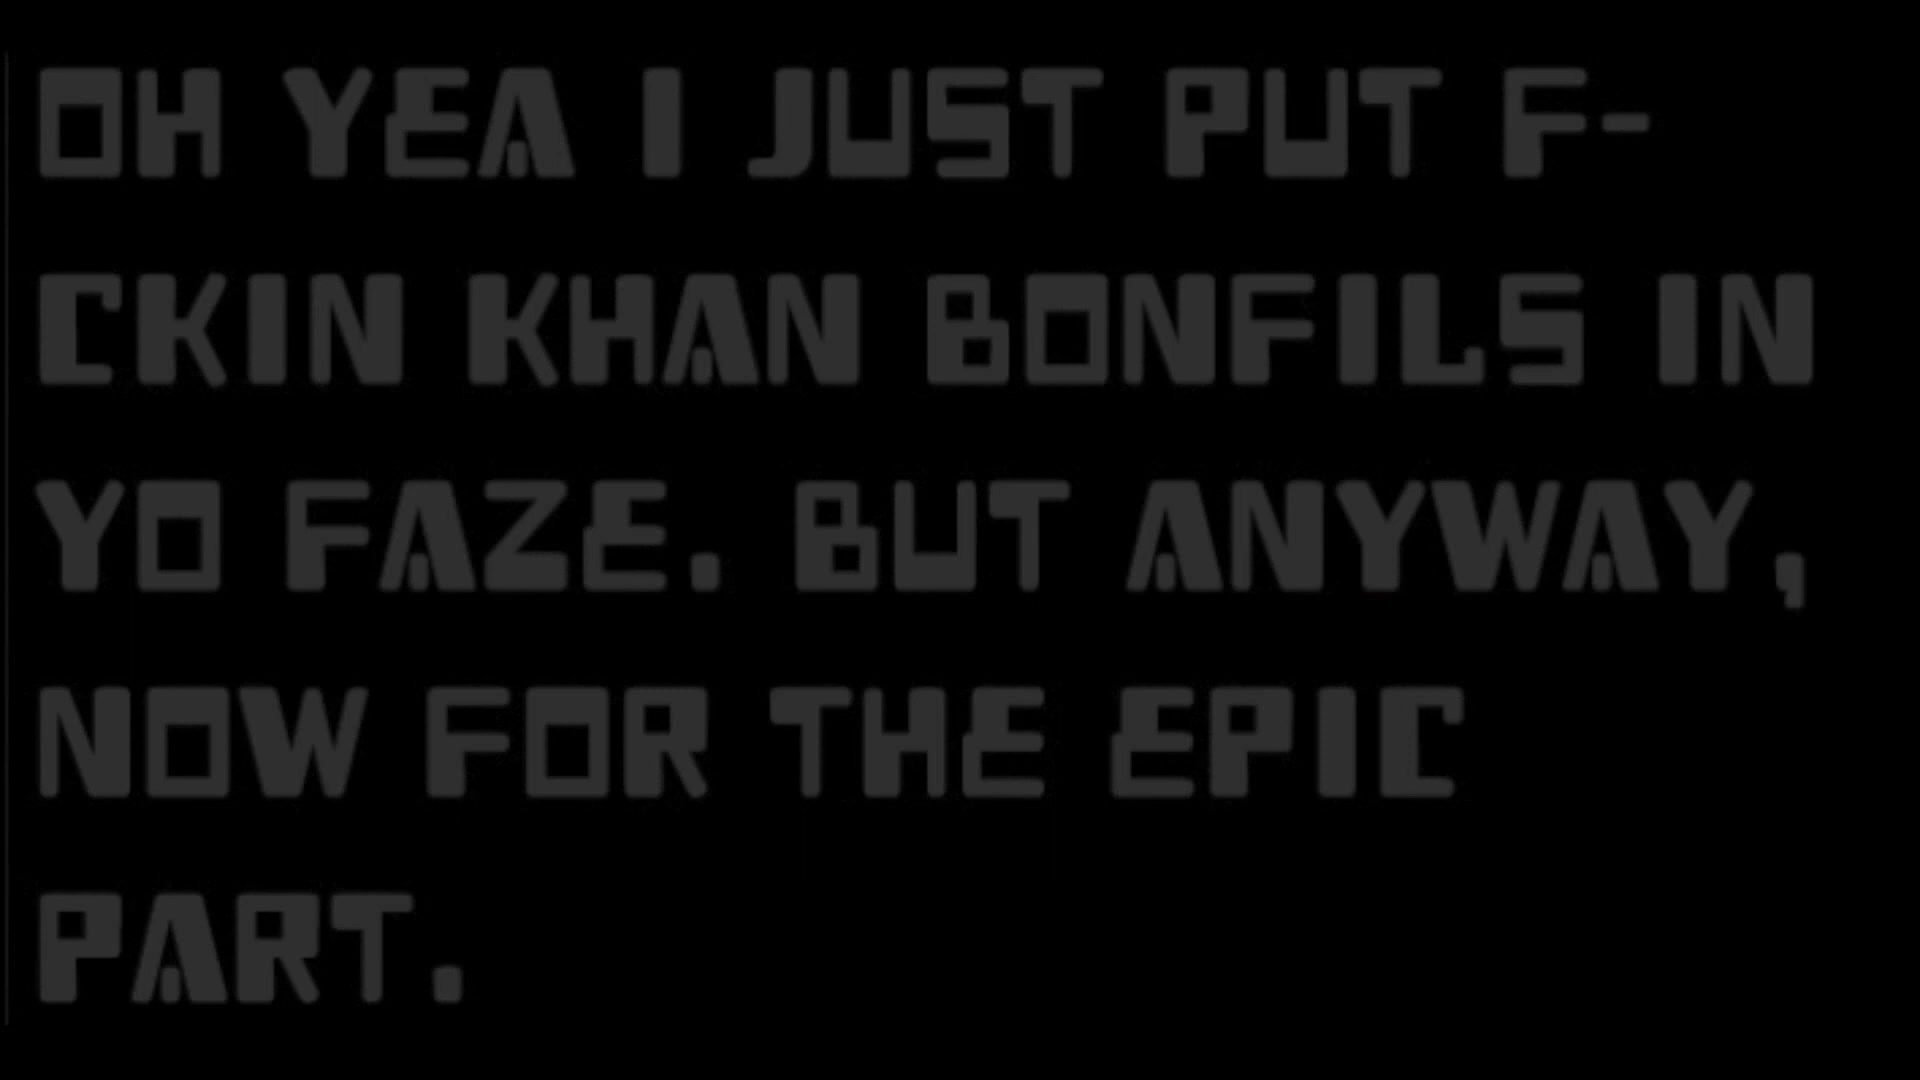 OH YEA I JUST PUT F-
CKIN KHAN BONFILS IN
YO FAZE. BUT ANYWAY,
NOW FOR THE EPIC
PART.